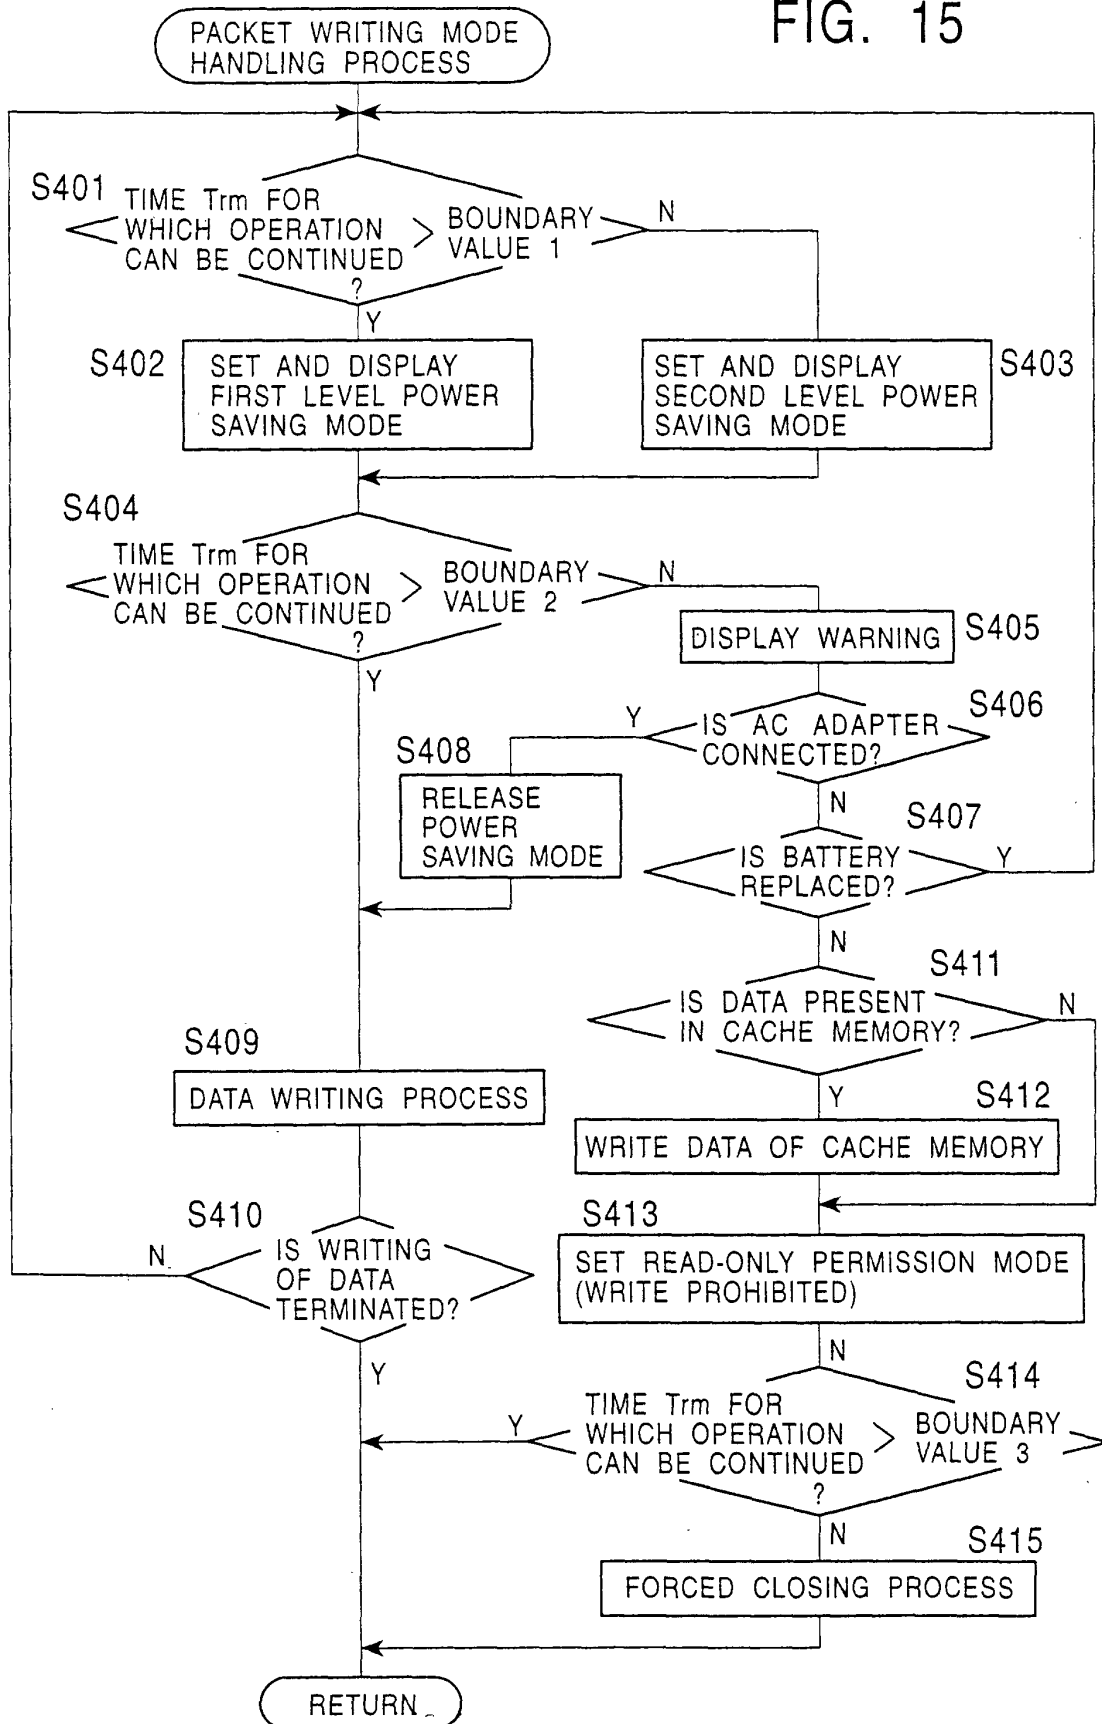 FIG. 15
PACKET WRITING MODE
HANDLING PROCESS
S401
TIME Trm FOR
WHICH OPERATION
CAN BE CONTINUED
>
BOUNDARY
VALUE 1
?
N
Y
S402
SET AND DISPLAY
FIRST LEVEL POWER
SAVING MODE
SET AND DISPLAY
SECOND LEVEL POWER
SAVING MODE
S403
S404
TIME Trm FOR
WHICH OPERATION
CAN BE CONTINUED
>
BOUNDARY
VALUE 2
?
N
Y
DISPLAY WARNING
S405
S406
IS AC ADAPTER
CONNECTED?
Y
N
S408
RELEASE
POWER
SAVING MODE
S407
IS BATTERY
REPLACED?
Y
N
S411
IS DATA PRESENT
IN CACHE MEMORY?
N
Y
S409
DATA WRITING PROCESS
S412
WRITE DATA OF CACHE MEMORY
S410
IS WRITING
OF DATA
TERMINATED?
N
Y
S413
SET READ-ONLY PERMISSION MODE
(WRITE PROHIBITED)
N
S414
TIME Trm FOR
WHICH OPERATION
CAN BE CONTINUED
>
BOUNDARY
VALUE 3
?
Y
N
S415
FORCED CLOSING PROCESS
RETURN